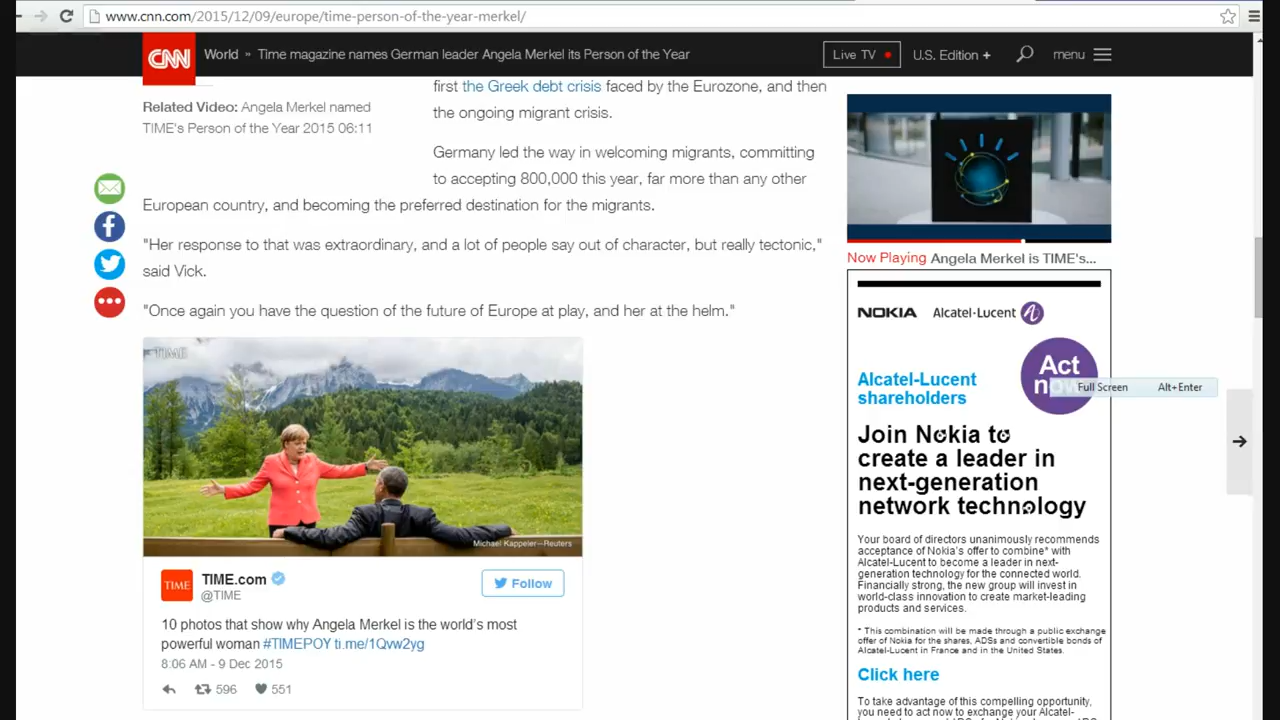 www.cnn.com/2015/12/09/europe/time-person-of-the-year-merkel/
CNN
World » Time magazine names German leader Angela Merkel its Person of the Year
Live TV
U.S. Edition +
menu
Related Video: Angela Merkel named
TIME's Person of the Year 2015 06:11
first the Greek debt crisis faced by the Eurozone, and then
the ongoing migrant crisis.
Germany led the way in welcoming migrants, committing
to accepting 800,000 this year, far more than any other
European country, and becoming the preferred destination for the migrants.
"Her response to that was extraordinary, and a lot of people say out of character, but really tectonic,"
said Vick.
"Once again you have the question of the future of Europe at play, and her at the helm."
TIME
Michael Kappeler—Reuters
TIME
TIME.com
@TIME
Follow
10 photos that show why Angela Merkel is the world's most
powerful woman #TIMEPOY ti.me/1Qvw2yg
8:06 AM - 9 Dec 2015
596
551
Now Playing Angela Merkel is TIME's...
NOKIA
Alcatel-Lucent
Act
now
Full Screen Alt+Enter
Alcatel-Lucent
shareholders
Join Nokia to
create a leader in
next-generation
network technology
Your board of directors unanimously recommends
acceptance of Nokia's offer to combine* with
Alcatel-Lucent to become a leader in next-
generation technology for the connected world.
Financially strong, the new group will invest in
world-class innovation to create market-leading
products and services.
* This combination will be made through a public exchange
offer of Nokia for the shares, ADSs and convertible bonds of
Alcatel-Lucent in France and in the United States.
Click here
To take advantage of this compelling opportunity,
you need to act now to exchange your Alcatel-